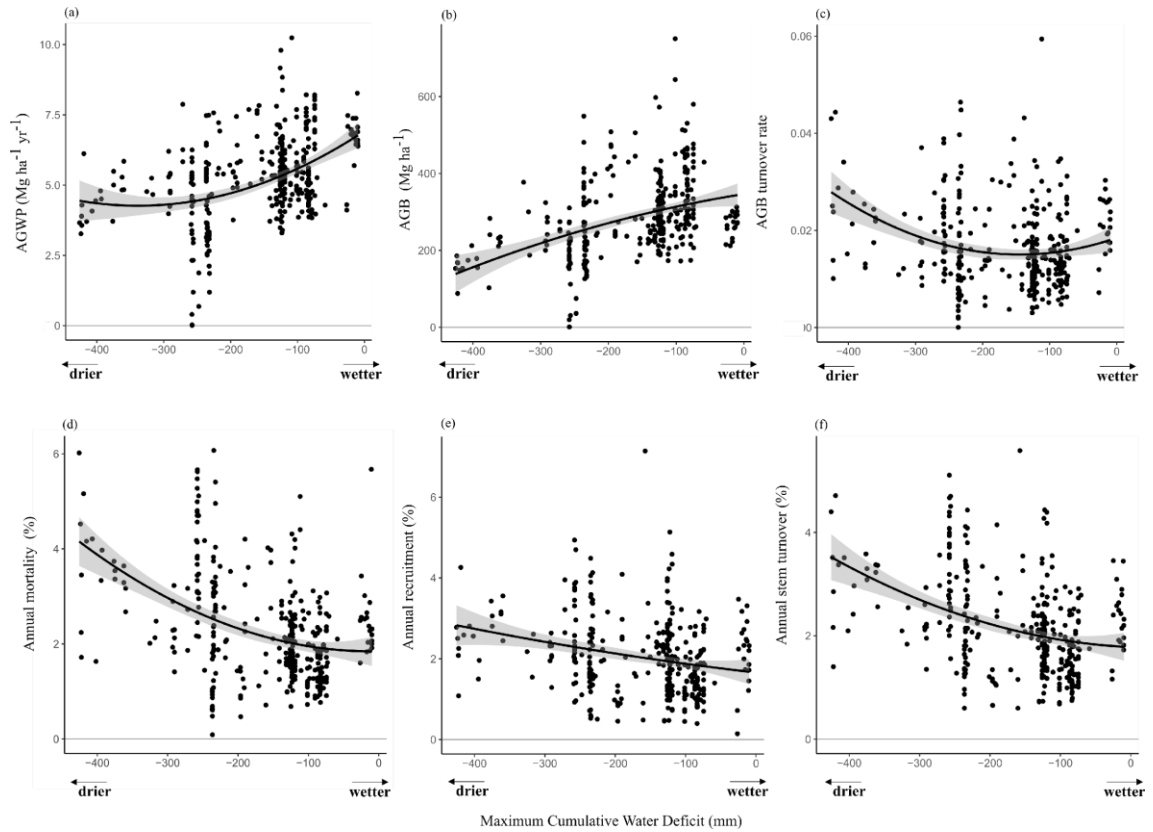 (a)
(b)
(c)
AGWP (Mg ha⁻¹ yr⁻¹)
10.0
7.5
5.0
2.5
0
−400 −300 −200 −100 0
drier wetter
AGB (Mg ha⁻¹)
600
400
200
0
−400 −300 −200 −100 0
drier wetter
AGB turnover rate
0.06
0.04
0.02
00
−400 −300 −200 −100 0
drier wetter
(d)
(e)
(f)
Annual mortality (%)
6
4
2
0
−400 −300 −200 −100 0
drier wetter
Annual recruitment (%)
6
4
2
0
−400 −300 −200 −100 0
drier wetter
Annual stem turnover (%)
4
2
0
−400 −300 −200 −100 0
drier wetter
Maximum Cumulative Water Deficit (mm)